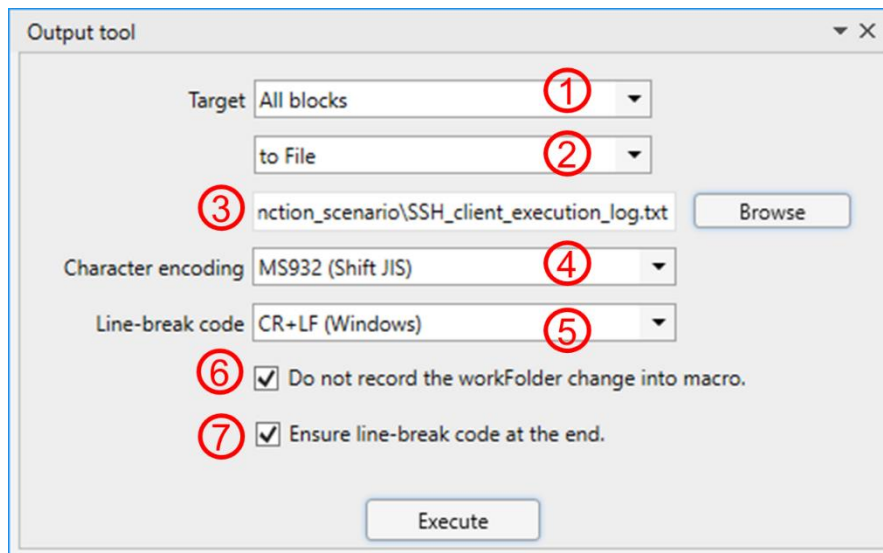 Output tool
Target All blocks ①
to File ②
③ nction_scenario\SSH_client_execution_log.txt Browse
Character encoding MS932 (Shift JIS) ④
Line-break code CR+LF (Windows) ⑤
⑥ Do not record the workFolder change into macro.
⑦ Ensure line-break code at the end.
Execute